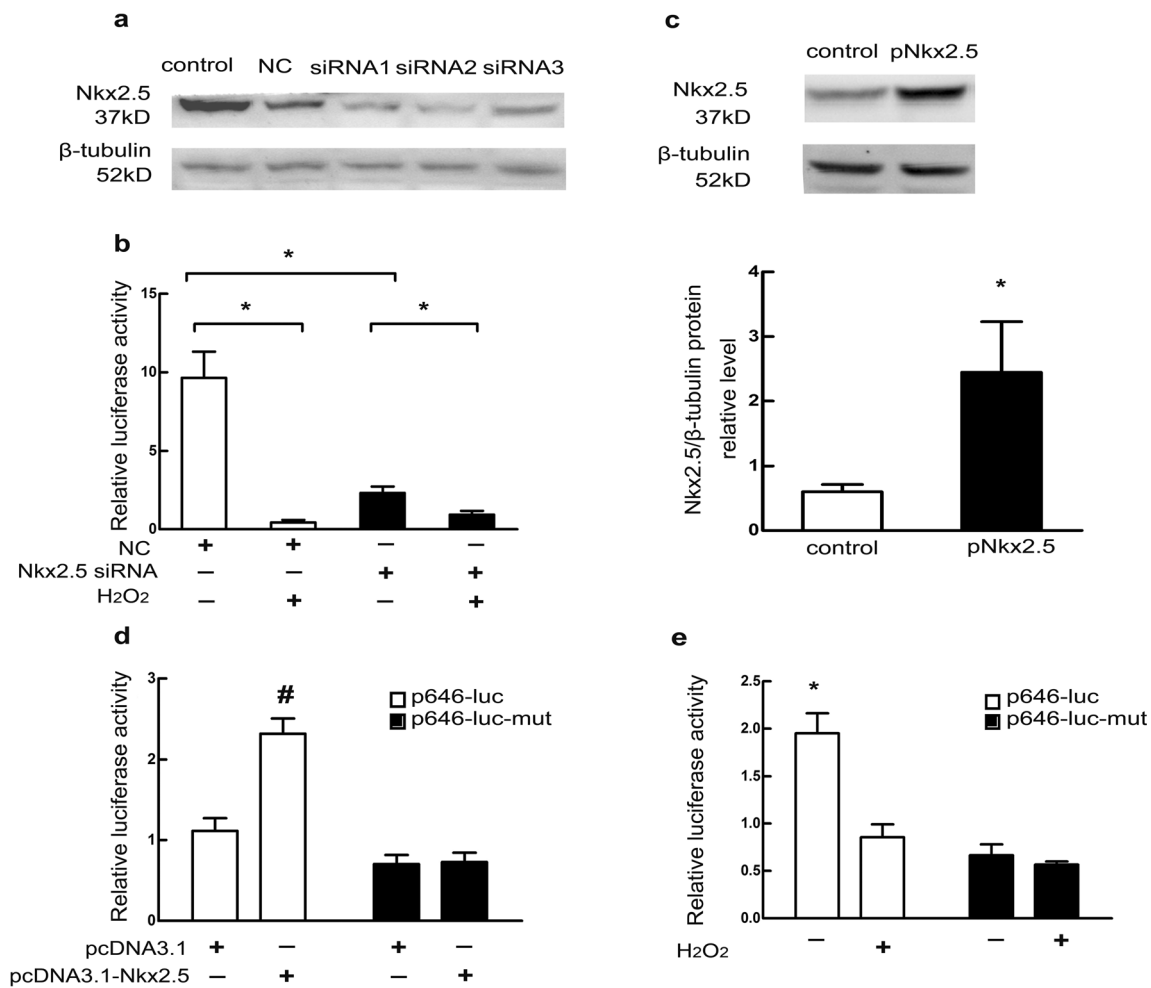 a
control NC siRNA1 siRNA2 siRNA3
Nkx2.5
37kD
β-tubulin
52kD
b
*
*
*
Relative luciferase activity
15
10
5
0
NC + + − −
Nkx2.5 siRNA − − + +
H2O2 − + − +
c
control pNkx2.5
Nkx2.5
37kD
β-tubulin
52kD
Nkx2.5/β-tubulin protein
relative level
4
3
2
1
0
*
control pNkx2.5
d
Relative luciferase activity
3
2
1
0
#
p646-luc
p646-luc-mut
pcDNA3.1 + − + −
pcDNA3.1-Nkx2.5 − + − +
e
Relative luciferase activity
2.5
2.0
1.5
1.0
0.5
0.0
*
p646-luc
p646-luc-mut
H2O2 − + − +